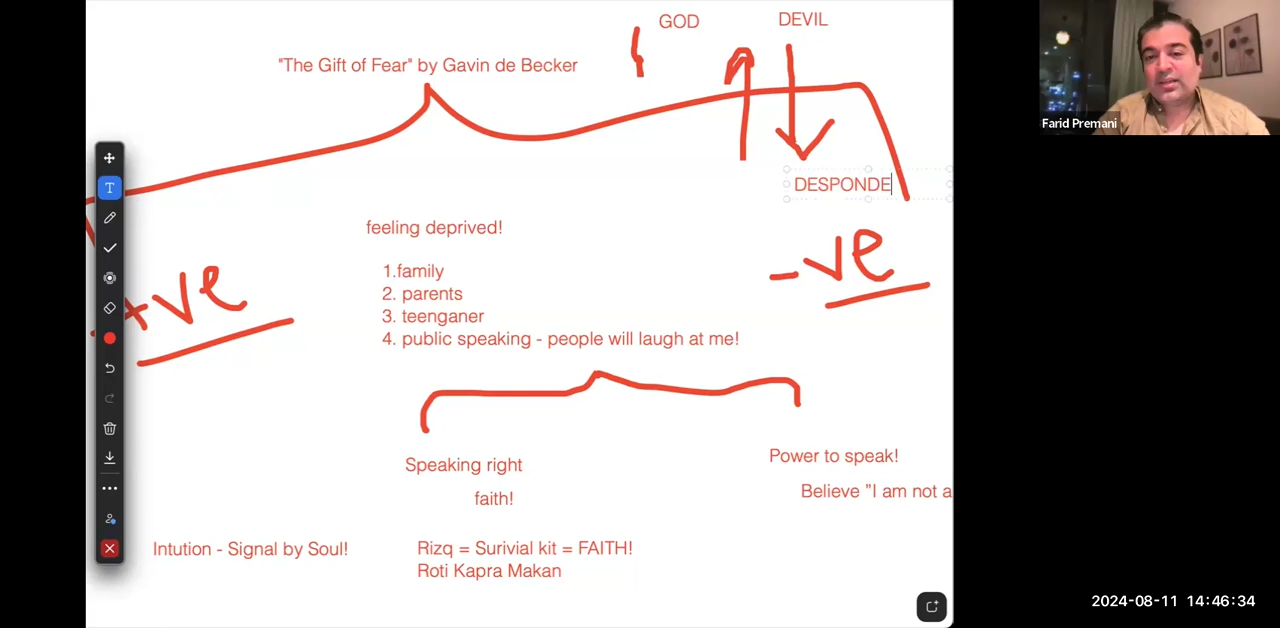 GOD
DEVIL
"The Gift of Fear" by Gavin de Becker
Farid Premani
T
DESPONDE
feeling deprived!
-ve
+ve
1.family
2. parents
3. teenganer
4. public speaking - people will laugh at me!
Speaking right
Power to speak!
faith!
Believe "I am not a
Intution - Signal by Soul!
Rizq = Surivial kit = FAITH!
Roti Kapra Makan
2024-08-11 14:46:34